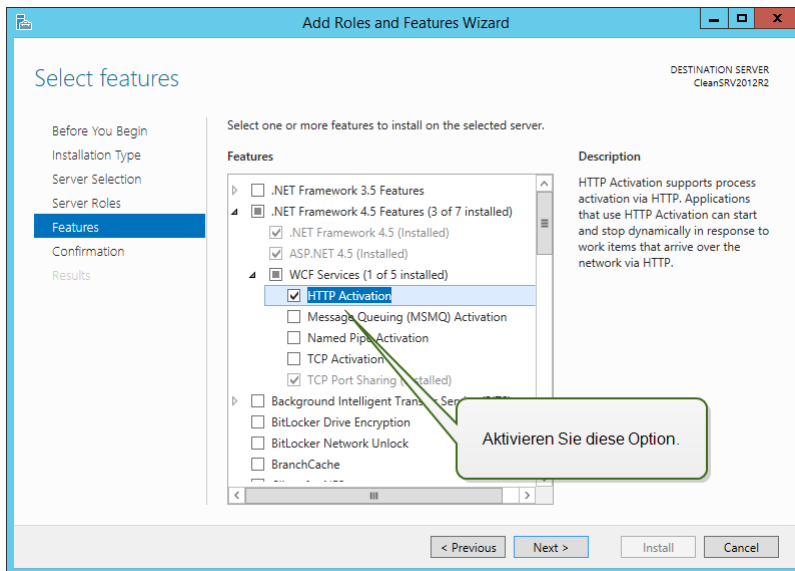 Add Roles and Features Wizard
Select features
DESTINATION SERVER
CleanSRV2012R2
Before You Begin
Installation Type
Server Selection
Server Roles
Features
Confirmation
Results
Select one or more features to install on the selected server.
Features
.NET Framework 3.5 Features
.NET Framework 4.5 Features (3 of 7 installed)
.NET Framework 4.5 (Installed)
ASP.NET 4.5 (Installed)
WCF Services (1 of 5 installed)
HTTP Activation
Message Queuing (MSMQ) Activation
Named Pipe Activation
TCP Activation
TCP Port Sharing (Installed)
Background Intelligent Transfer
BitLocker Drive Encryption
BitLocker Network Unlock
BranchCache
Description
HTTP Activation supports process
activation via HTTP. Applications
that use HTTP Activation can start
and stop dynamically in response to
work items that arrive over the
network via HTTP.
Aktivieren Sie diese Option.
< Previous
Next >
Install
Cancel